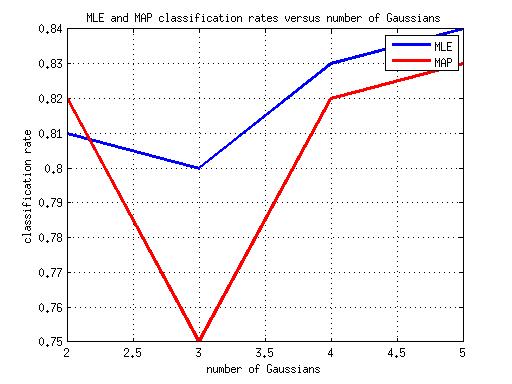 MLE and MAP classification rates versus number of Gaussians
0.84
0.83
0.82
0.81
0.8
0.79
0.78
0.77
0.76
0.75
classification rate
MLE
MAP
2 2.5 3 3.5 4 4.5 5
number of Gaussians